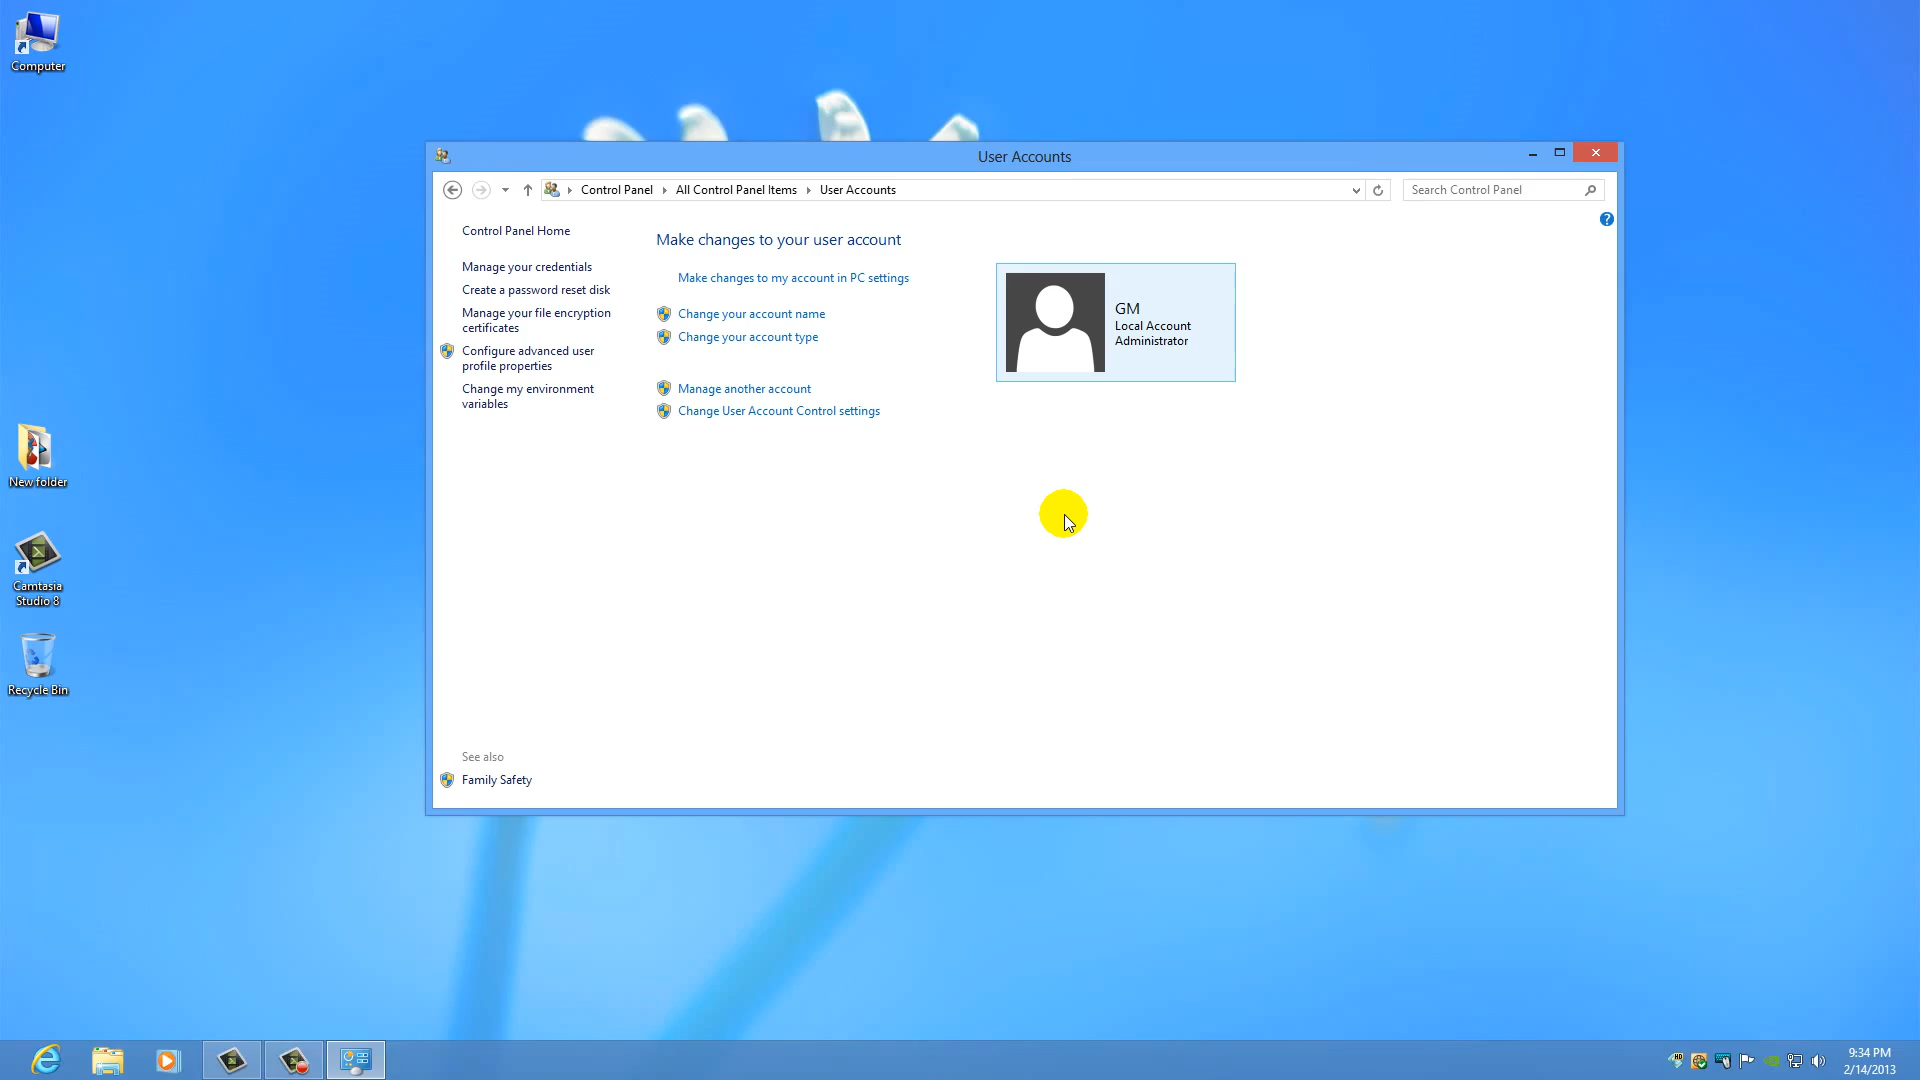 Computer
New folder
Camtasia
Studio 8
Recycle Bin
User Accounts
Control Panel
All Control Panel Items
User Accounts
Search Control Panel
Control Panel Home
Manage your credentials
Create a password reset disk
Manage your file encryption
certificates
Configure advanced user
profile properties
Change my environment
variables
See also
Family Safety
Make changes to your user account
Make changes to my account in PC settings
Change your account name
Change your account type
Manage another account
Change User Account Control settings
GM
Local Account
Administrator
9:34 PM
2/14/2013